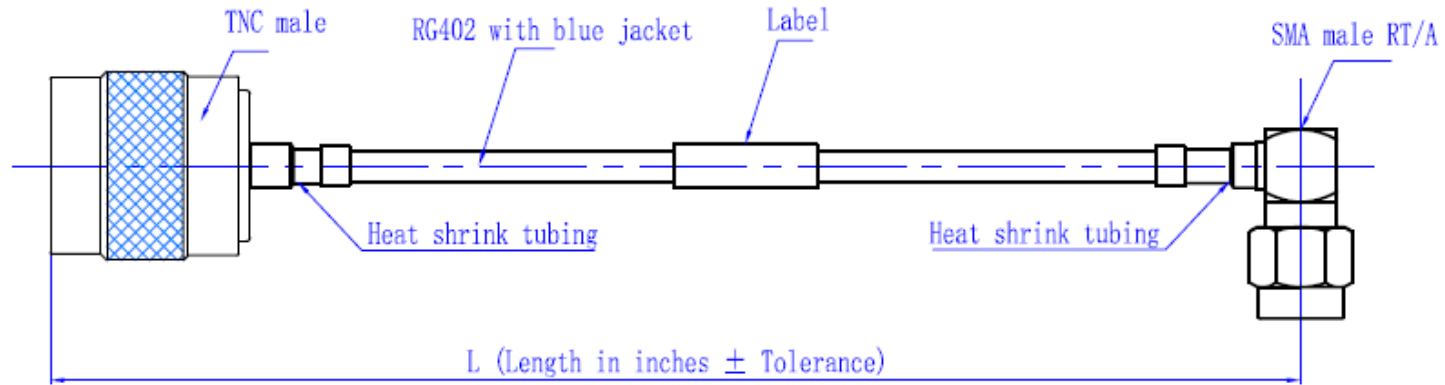 TNC male
RG402 with blue jacket
Label
SMA male RT/A
Heat shrink tubing
Heat shrink tubing
L (Length in inches ± Tolerance)